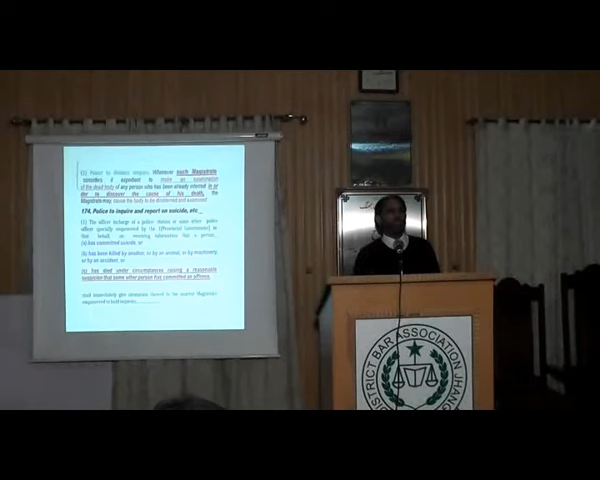 (2) Power to disinter corpses. Whenever such Magistrate
considers it expedient to make an examination
of the dead body of any person who has been already interred in or
der to discover the cause of his death, the
Magistrate may cause the body to be disinterred and examined
174, Police to inquire and report on suicide, etc
(1) The officer incharge of a police station or some other police
officer specially empowered by the [Provincial Government] in
that behalf, on receiving information that a person,
(a) has committed suicide, or
(b) has been killed by another, or by an animal, or by machinery,
or by an accident, or
(c) has died under circumstances raising a reasonable
suspicion that some other person has committed an offence,
shall immediately give intimation thereof to the nearest Magistrate
empowered to hold inquests,
DISTRICT BAR ASSOCIATION JHANG